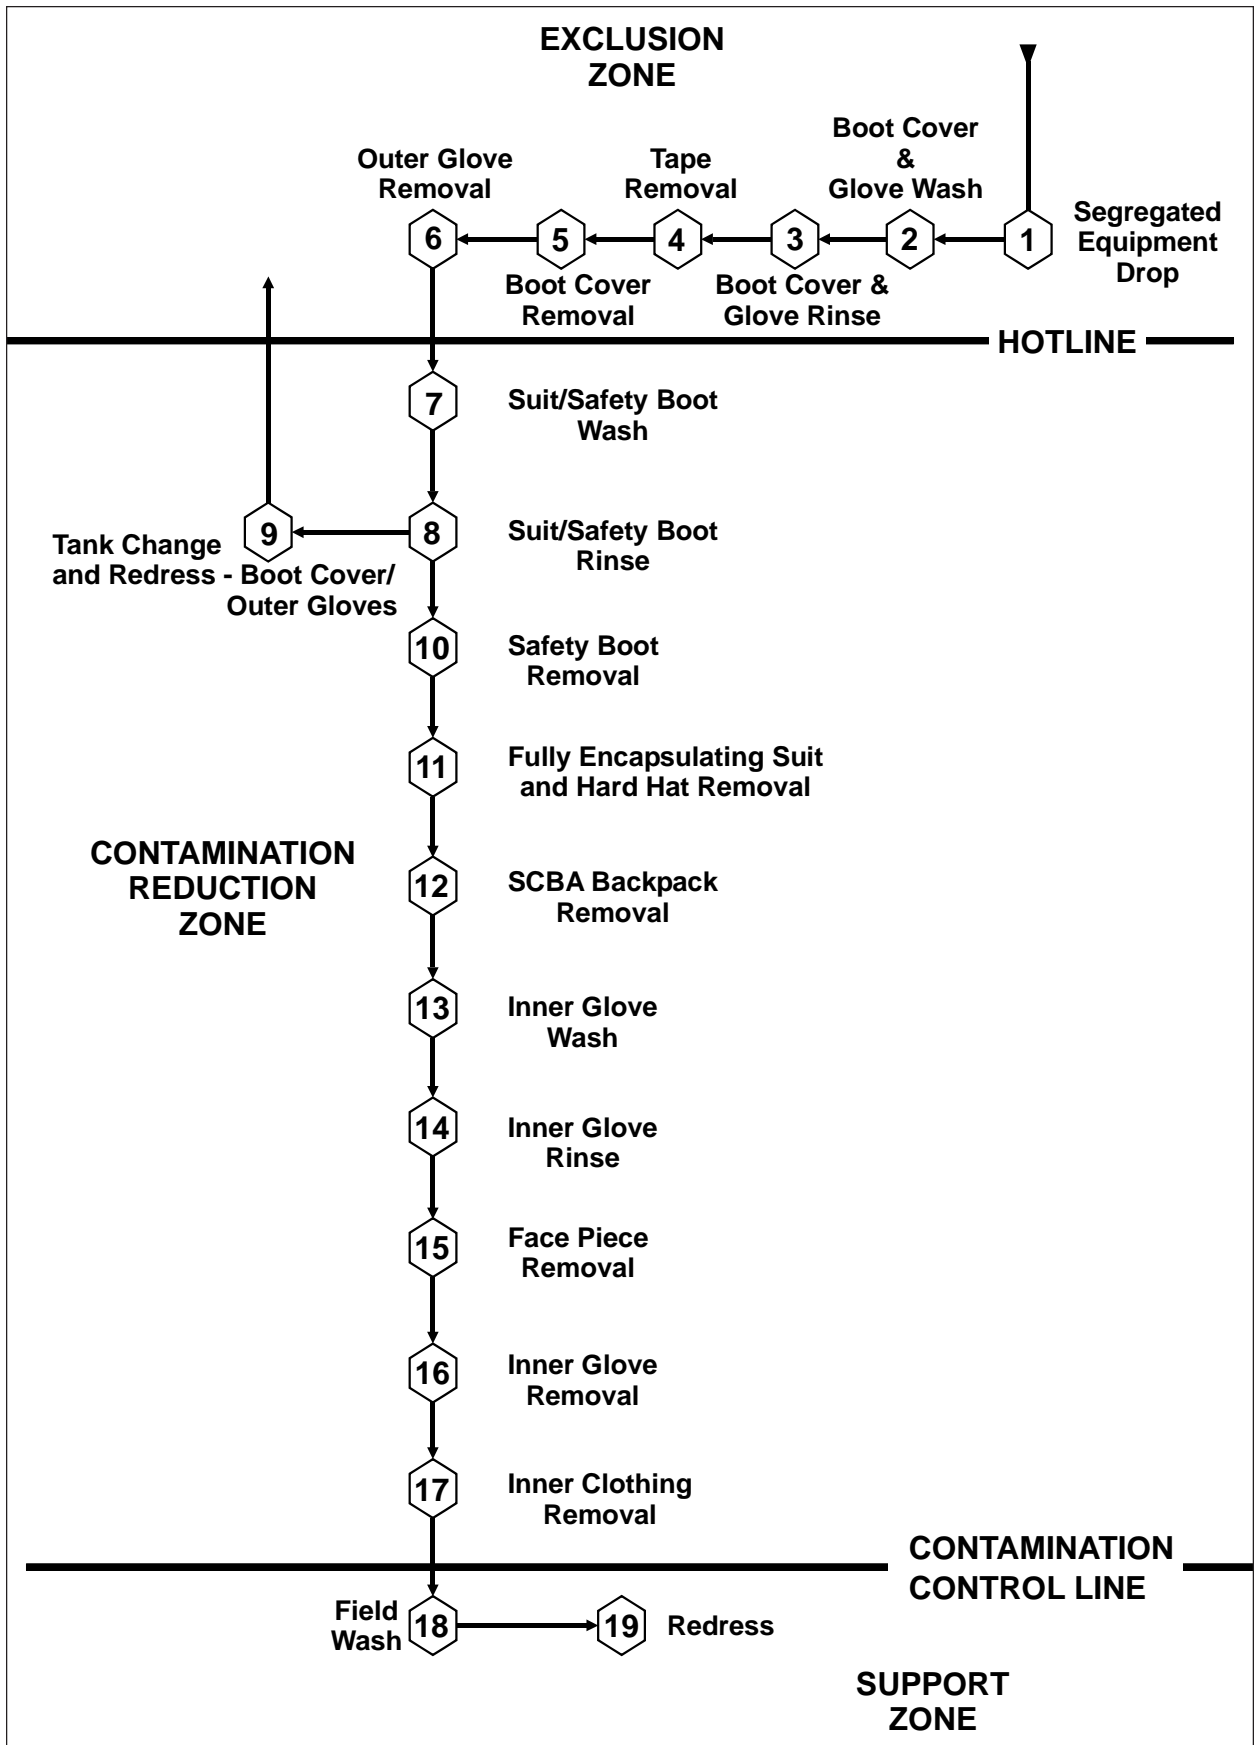 EXCLUSION
ZONE
Boot Cover
&
Glove Wash
Outer Glove
Removal
Tape
Removal
Segregated
Equipment
Drop
6
5
4
3
2
1
Boot Cover
Removal
Boot Cover &
Glove Rinse
HOTLINE
7
Suit/Safety Boot
Wash
9
8
Suit/Safety Boot
Rinse
Tank Change
and Redress - Boot Cover/
Outer Gloves
10
Safety Boot
Removal
11
Fully Encapsulating Suit
and Hard Hat Removal
CONTAMINATION
REDUCTION
ZONE
12
SCBA Backpack
Removal
13
Inner Glove
Wash
14
Inner Glove
Rinse
15
Face Piece
Removal
16
Inner Glove
Removal
17
Inner Clothing
Removal
CONTAMINATION
CONTROL LINE
Field
Wash
18
19
Redress
SUPPORT
ZONE